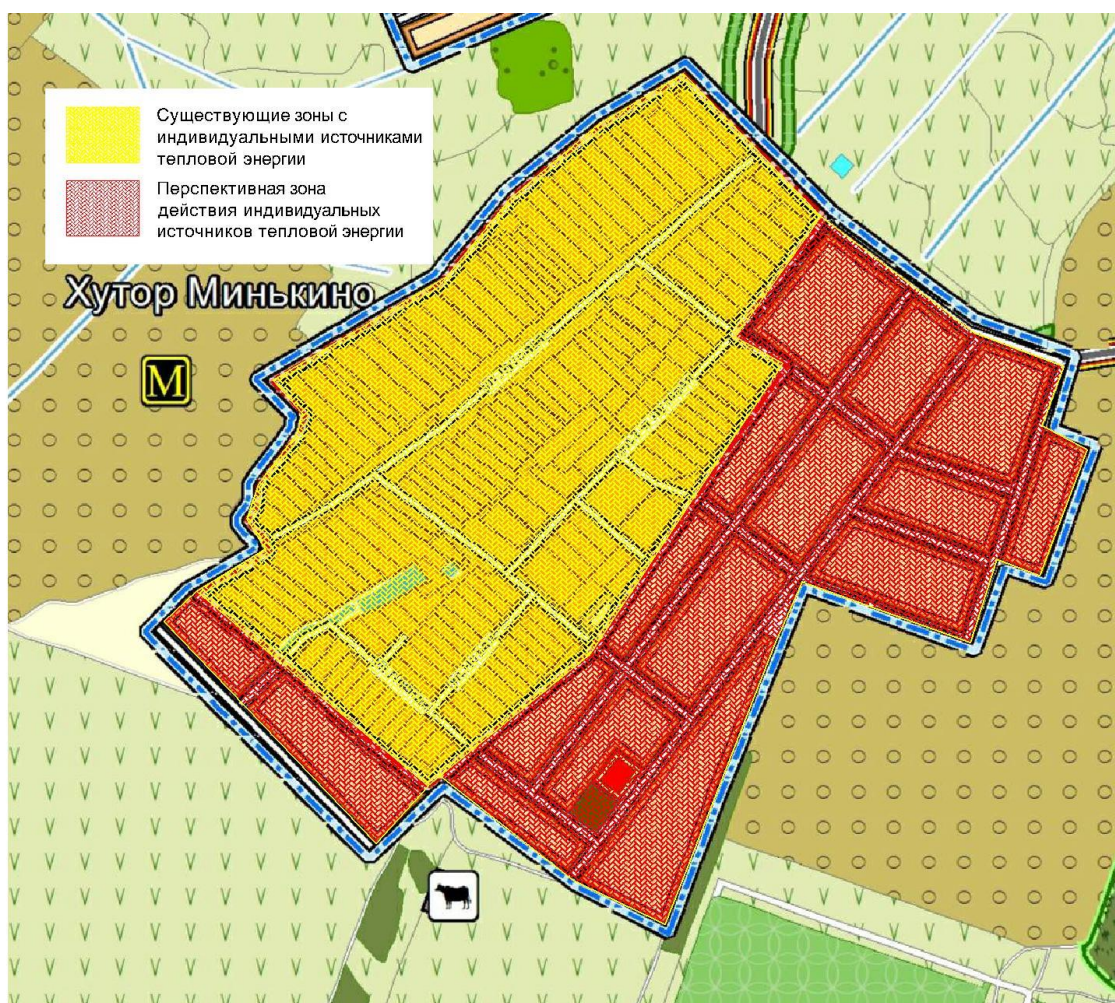 Существующие зоны с
индивидуальными источниками
тепловой энергии
Перспективная зона
действия индивидуальных
источников тепловой энергии
Хутор Минькино
М